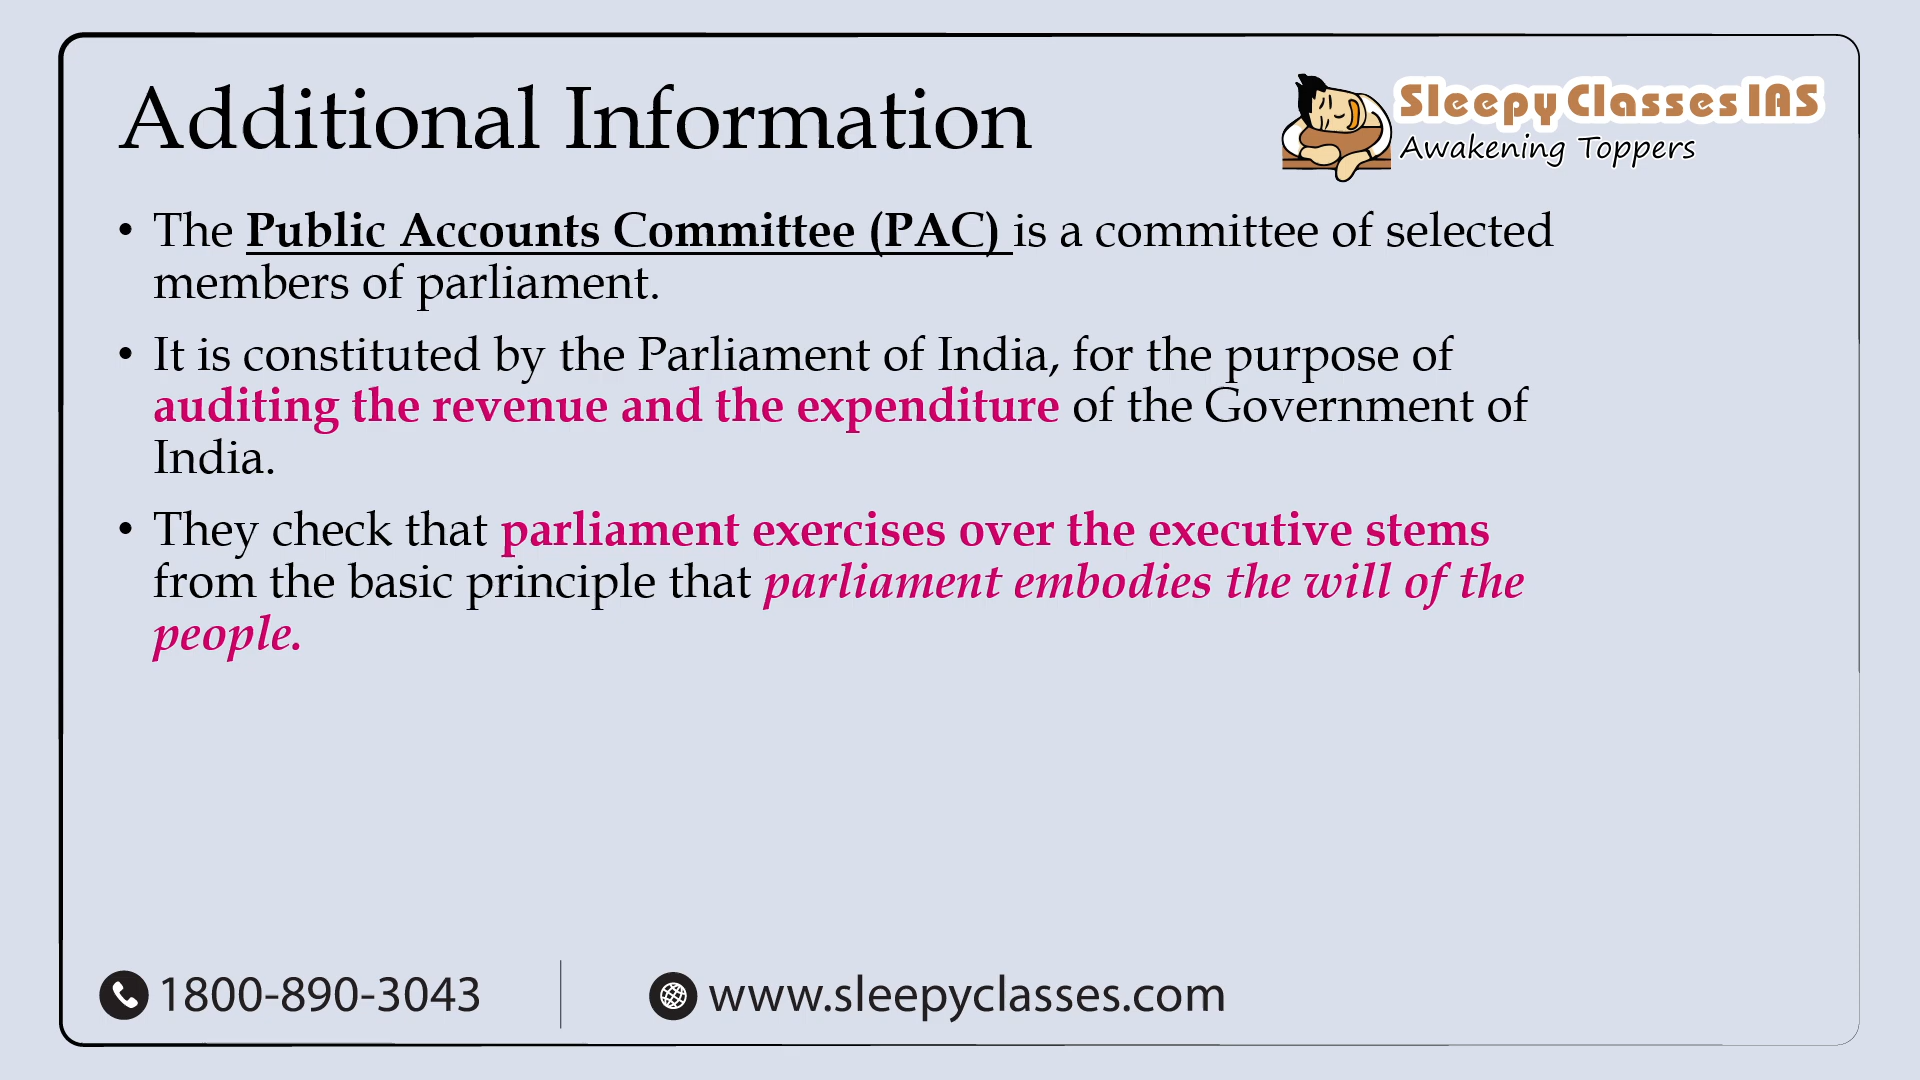 Additional Information
Sleepy Classes IAS
Awakening Toppers
• The Public Accounts Committee (PAC) is a committee of selected
members of parliament.
• It is constituted by the Parliament of India, for the purpose of
auditing the revenue and the expenditure of the Government of
India.
• They check that parliament exercises over the executive stems
from the basic principle that parliament embodies the will of the
people.
1800-890-3043
www.sleepyclasses.com